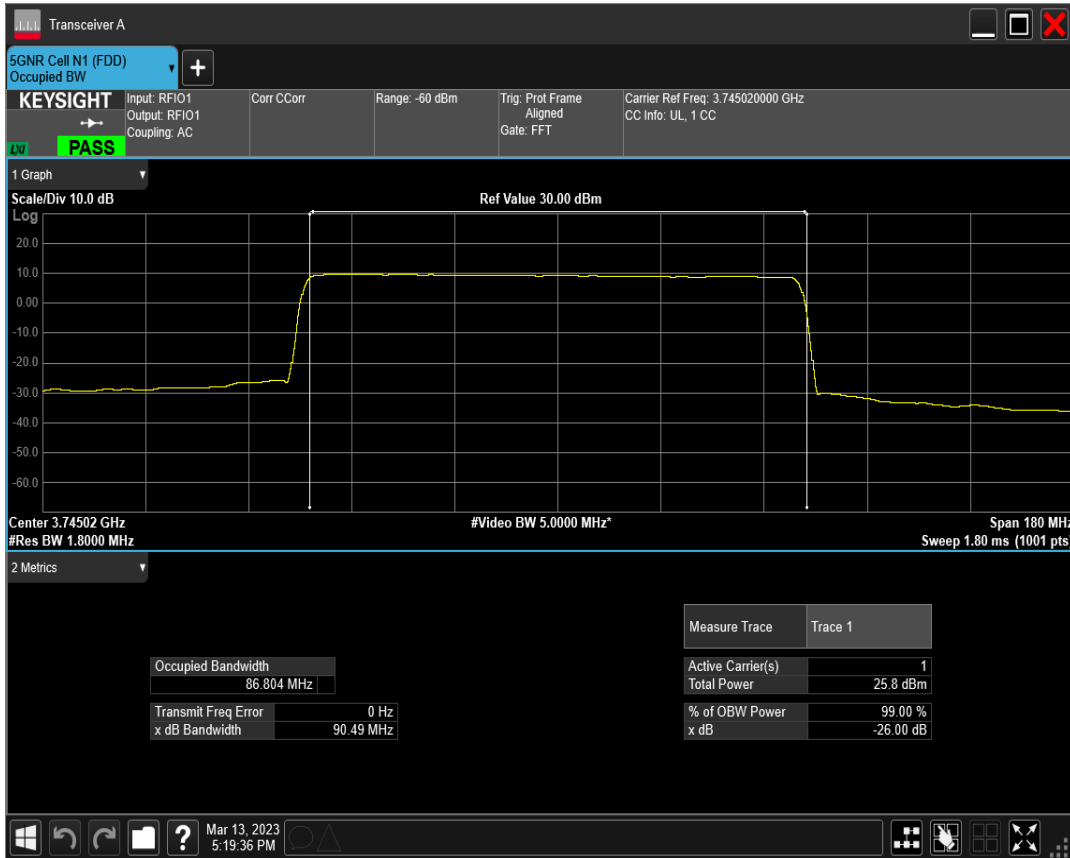 Transceiver A
5GNR Cell N1 (FDD)
Occupied BW
KEYSIGHT
LXI
PASS
Input: RFIO1
Output: RFIO1
Coupling: AC
Corr CCorr
Range: -60 dBm
Trig: Prot Frame
Aligned
Gate: FFT
Carrier Ref Freq: 3.745020000 GHz
CC Info: UL, 1 CC
1 Graph
Scale/Div 10.0 dB
Ref Value 30.00 dBm
Log
20.0
10.0
0.00
-10.0
-20.0
-30.0
-40.0
-50.0
-60.0
Center 3.74502 GHz
#Video BW 5.0000 MHz*
Span 180 MHz
#Res BW 1.8000 MHz
Sweep 1.80 ms (1001 pts)
2 Metrics
Measure Trace Trace 1
Occupied Bandwidth
86.804 MHz
Active Carrier(s) 1
Total Power 25.8 dBm
Transmit Freq Error 0 Hz
x dB Bandwidth 90.49 MHz
% of OBW Power 99.00 %
x dB -26.00 dB
Mar 13, 2023
5:19:36 PM